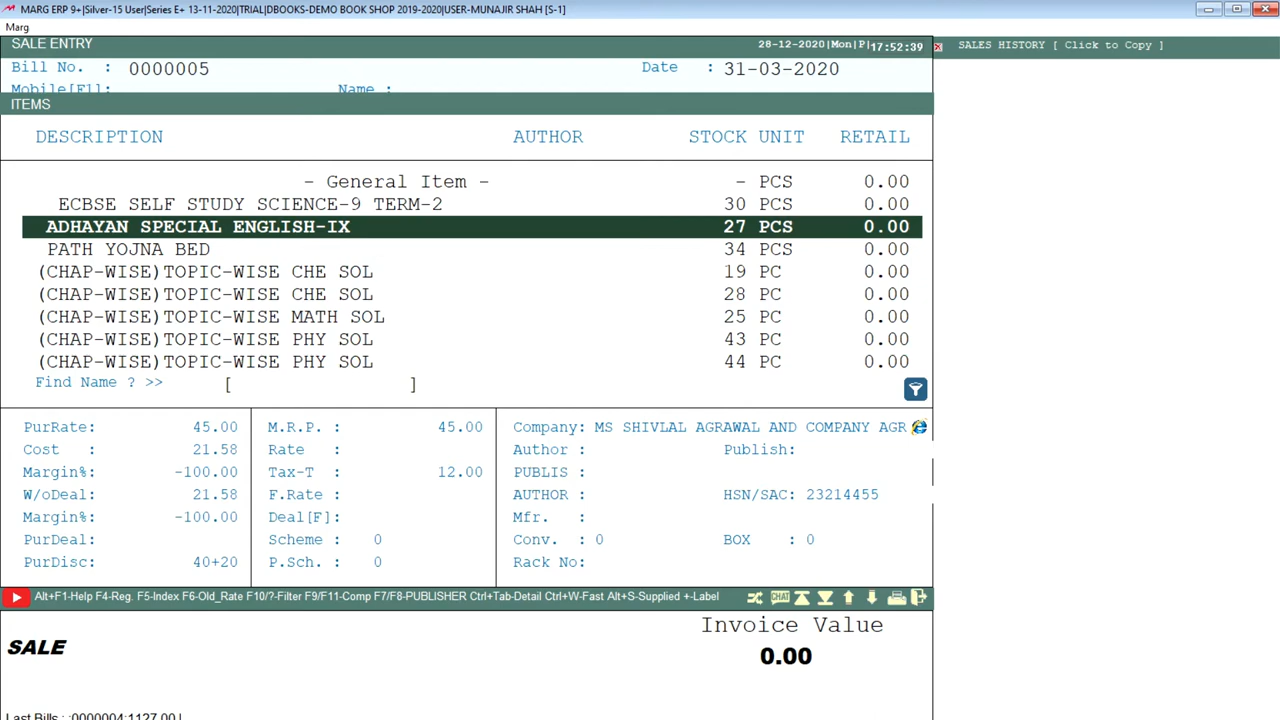 MARG ERP 9+|Silver-15 User|Series E+ 13-11-2020|TRIAL|DBOOKS-DEMO BOOK SHOP 2019-2020|USER-MUNAJIR SHAH [S-1]
Marg
SALE ENTRY 28-12-2020|Mon|P|17:52:39 SALES HISTORY [ Click to Copy ]
Bill No. : 0000005 Date : 31-03-2020
Mobile[F1]: Name :
ITEMS
DESCRIPTION AUTHOR STOCK UNIT RETAIL
- General Item - - PCS 0.00
ECBSE SELF STUDY SCIENCE-9 TERM-2 30 PCS 0.00
ADHAYAN SPECIAL ENGLISH-IX 27 PCS 0.00
PATH YOJNA BED 34 PCS 0.00
(CHAP-WISE)TOPIC-WISE CHE SOL 19 PC 0.00
(CHAP-WISE)TOPIC-WISE CHE SOL 28 PC 0.00
(CHAP-WISE)TOPIC-WISE MATH SOL 25 PC 0.00
(CHAP-WISE)TOPIC-WISE PHY SOL 43 PC 0.00
(CHAP-WISE)TOPIC-WISE PHY SOL 44 PC 0.00
Find Name ? >> [ ]
PurRate: 45.00 M.R.P. : 45.00 Company: MS SHIVLAL AGRAWAL AND COMPANY AGR
Cost : 21.58 Rate : Author : Publish:
Margin%: -100.00 Tax-T : 12.00 PUBLIS :
W/oDeal: 21.58 F.Rate : AUTHOR : HSN/SAC: 23214455
Margin%: -100.00 Deal[F]: Mfr. :
PurDeal: Scheme : 0 Conv. : 0 BOX : 0
PurDisc: 40+20 P.Sch. : 0 Rack No:
Alt+F1-Help F4-Reg. F5-Index F6-Old_Rate F10/?-Filter F9/F11-Comp F7/F8-PUBLISHER Ctrl+Tab-Detail Ctrl+W-Fast Alt+S-Supplied +-Label CHAT
Invoice Value
SALE 0.00
Last Bills : :0000004:1127.00 |